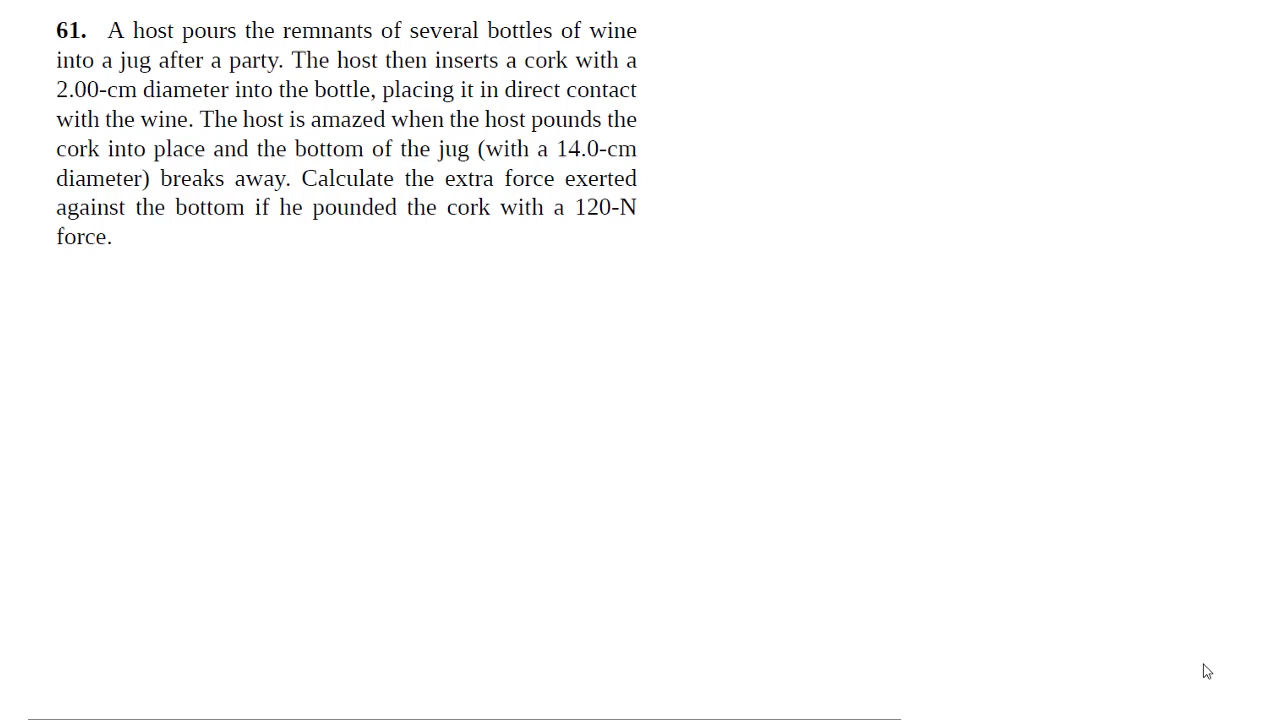 61. A host pours the remnants of several bottles of wine
into a jug after a party. The host then inserts a cork with a
2.00-cm diameter into the bottle, placing it in direct contact
with the wine. The host is amazed when the host pounds the
cork into place and the bottom of the jug (with a 14.0-cm
diameter) breaks away. Calculate the extra force exerted
against the bottom if he pounded the cork with a 120-N
force.